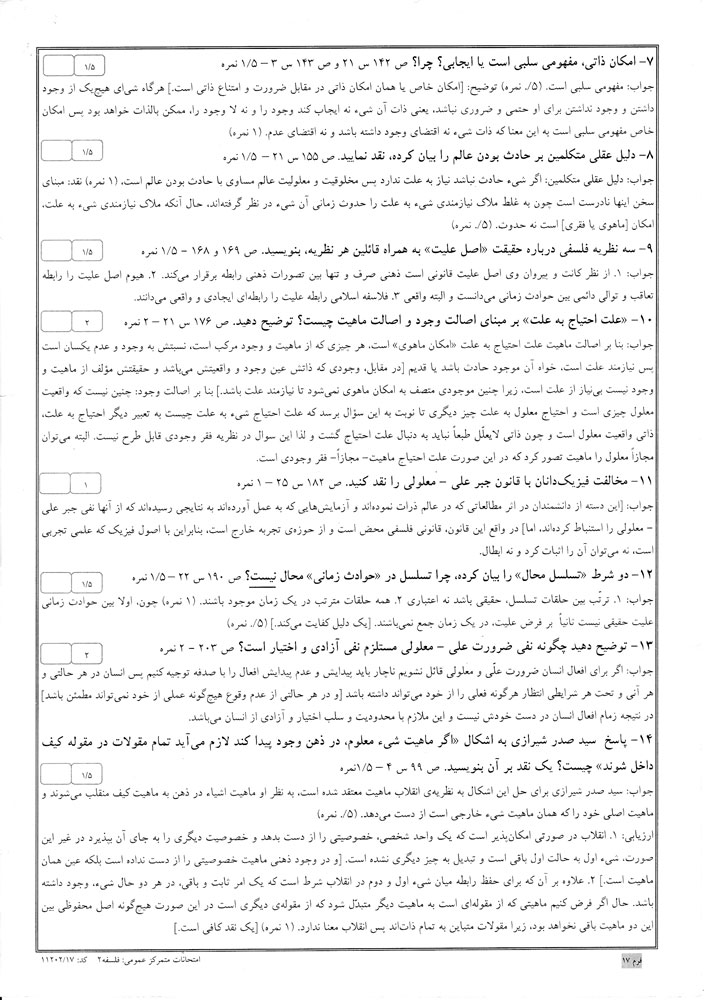 ۷- امکان ذاتی، مفهومی سلبی است یا ایجابی؟ چرا؟ ص ۱۴۲ س ۲۱ و ص ۱۴۳ س ۳ – ۱/۵ نمره
۱/۵
جواب: مفهومی سلبی است. (۵/. نمره) توضیح: [امکان خاص یا همان امکان ذاتی در مقابل ضرورت و امتناع ذاتی است.] هرگاه شی‌ای هیچ‌یک از وجود
داشتن و وجود نداشتن برای او حتمی و ضروری نباشد، یعنی ذات آن شیء نه ایجاب کند وجود را و نه لا وجود را، ممکن بالذات خواهد بود پس امکان
خاص مفهومی سلبی است به این معنا که ذات شیء نه اقتضای وجود داشته باشد و نه اقتضای عدم. (۱ نمره)
۸- دلیل عقلی متکلمین بر حادث بودن عالم را بیان کرده، نقد نمایید. ص ۱۵۵ س ۲۱ – ۱/۵ نمره
۱/۵
جواب: دلیل عقلی متکلمین: اگر شیء حادث نباشد نیاز به علت ندارد پس مخلوقیت و معلولیت عالم مساوی با حادث بودن عالم است. (۱ نمره) نقد: مبنای
سخن اینها نادرست است چون به غلط ملاک نیازمندی شیء به علت را حدوث زمانی آن شیء در نظر گرفته‌اند، حال آنکه ملاک نیازمندی شیء به علت،
امکان [ماهوی یا فقری] است نه حدوث. (۵/. نمره)
۹- سه نظریه فلسفی درباره حقیقت «اصل علیت» به همراه قائلین هر نظریه، بنویسید. ص ۱۶۹ و ۱۶۸ – ۱/۵ نمره
۱/۵
جواب: ۱. از نظر کانت و پیروان وی اصل علیت قانونی است ذهنی صرف و تنها بین تصورات ذهنی رابطه برقرار می‌کند. ۲. هیوم اصل علیت را رابطه
تعاقب و توالی دائمی بین حوادث زمانی می‌دانست و البته واقعی ۳. فلاسفه اسلامی رابطه علیت را رابطه‌ای ایجادی و واقعی می‌دانند.
۱۰- «علت احتیاج به علت» بر مبنای اصالت وجود و اصالت ماهیت چیست؟ توضیح دهید. ص ۱۷۶ س ۲۱ – ۲ نمره
۲
جواب: بنا بر اصالت ماهیت علت احتیاج به علت «امکان ماهوی» است، هر چیزی که از ماهیت و وجود مرکب است، نسبتش به وجود و عدم یکسان است
پس نیازمند علت است، خواه آن موجود حادث باشد یا قدیم [در مقابل، وجودی که ذاتش عین وجود و واقعیتش می‌باشد و حقیقتش مؤلف از ماهیت و
وجود نیست بی‌نیاز از علت است، زیرا چنین موجودی متصف به امکان ماهوی نمی‌شود تا نیازمند علت باشد.] بنا بر اصالت وجود: چنین نیست که واقعیت
معلول چیزی است و احتیاج معلول به علت چیز دیگری تا نوبت به این سؤال برسد که علت احتیاج شیء به علت چیست به تعبیر دیگر احتیاج به علت،
ذاتی واقعیت معلول است و چون ذاتی لایعلّل طبعاً نباید به دنبال علت احتیاج گشت و لذا این سوال در نظریه فقر وجودی قابل طرح نیست. البته می‌توان
مجازاً معلول را ماهیت تصور کرد که در این صورت علت احتیاج ماهیت– مجازاً– فقر وجودی است.
۱۱- مخالفت فیزیک‌دانان با قانون جبر علی – معلولی را نقد کنید. ص ۱۸۲ س ۲۵ – ۱ نمره
۱
جواب: [این دسته از دانشمندان در اثر مطالعاتی که در عالم ذرات نموده‌اند و آزمایش‌هایی که به عمل آورده‌اند به نتایجی رسیده‌اند که از آنها نفی جبر علی
– معلولی را استنباط کرده‌اند، اما] در واقع این قانون، قانونی فلسفی محض است و از حوزه‌ی تجربه خارج است، بنابراین با اصول فیزیک که علمی تجربی
است، نه می‌توان آن را اثبات کرد و نه ابطال.
۱۲- دو شرط «تسلسل محال» را بیان کرده، چرا تسلسل در «حوادث زمانی» محال نیست؟ ص ۱۹۰ س ۲۲ – ۱/۵ نمره
۱/۵
جواب: ۱. ترتّب بین حلقات تسلسل، حقیقی باشد نه اعتباری ۲. همه حلقات مترتب در یک زمان موجود باشند. (۱ نمره) چون، اولا بین حوادث زمانی
علیت حقیقی نیست ثانیاً بر فرض علیت، در یک زمان جمع نمی‌باشند. [یک دلیل کفایت می‌کند.] (۵/. نمره)
۱۳- توضیح دهید چگونه نفی ضرورت علی – معلولی مستلزم نفی آزادی و اختیار است؟ ص ۲۰۳ – ۲ نمره
۲
جواب: اگر برای افعال انسان ضرورت علّی و معلولی قائل نشویم ناچار باید پیدایش و عدم پیدایش افعال را با صدفه توجیه کنیم پس انسان در هر حالتی و
هر آنی و تحت هر شرایطی انتظار هرگونه فعلی را از خود می‌تواند داشته باشد [و در هر حالتی از عدم وقوع هیچ‌گونه عملی از خود نمی‌تواند مطمئن باشد]
در نتیجه زمام افعال انسان در دست خودش نیست و این ملازم با محدودیت و سلب اختیار و آزادی از انسان می‌باشد.
۱۴- پاسخ سید صدر شیرازی به اشکال «اگر ماهیت شیء معلوم، در ذهن وجود پیدا کند لازم می‌آید تمام مقولات در مقوله کیف
داخل شوند» چیست؟ یک نقد بر آن بنویسید. ص ۹۹ س ۴ – ۱/۵نمره
۱/۵
جواب: سید صدر شیرازی برای حل این اشکال به نظریه‌ی انقلاب ماهیت معتقد شده است، به نظر او ماهیت اشیاء در ذهن به ماهیت کیف منقلب می‌شوند و
ماهیت اصلی خود را که همان ماهیت شیء خارجی است از دست می‌دهد. (۵/. نمره)
ارزیابی: ۱. انقلاب در صورتی امکان‌پذیر است که یک واحد شخصی، خصوصیتی را از دست بدهد و خصوصیت دیگری را به جای آن بپذیرد در غیر این
صورت، شیء اول به حالت اول باقی است و تبدیل به چیز دیگری نشده است. [و در وجود ذهنی ماهیت خصوصیتی را از دست نداده است بلکه عین همان
ماهیت است.] ۲. علاوه بر آن که برای حفظ رابطه میان شیء اول و دوم در انقلاب شرط است که یک امر ثابت و باقی، در هر دو حال شیء، وجود داشته
باشد. حال اگر فرض کنیم ماهیتی که از مقوله‌ای است به ماهیت دیگر متبدّل شود که از مقوله‌ی دیگری است در این صورت هیچ‌گونه اصل محفوظی بین
این دو ماهیت باقی نخواهد بود، زیرا مقولات متباین به تمام ذات‌اند پس انقلاب معنا ندارد. (۱ نمره) [یک نقد کافی است.]
فرم ۱۷
امتحانات متمرکز عمومی: فلسفه۲ کد: ۱۱۲۰۲/۱۷